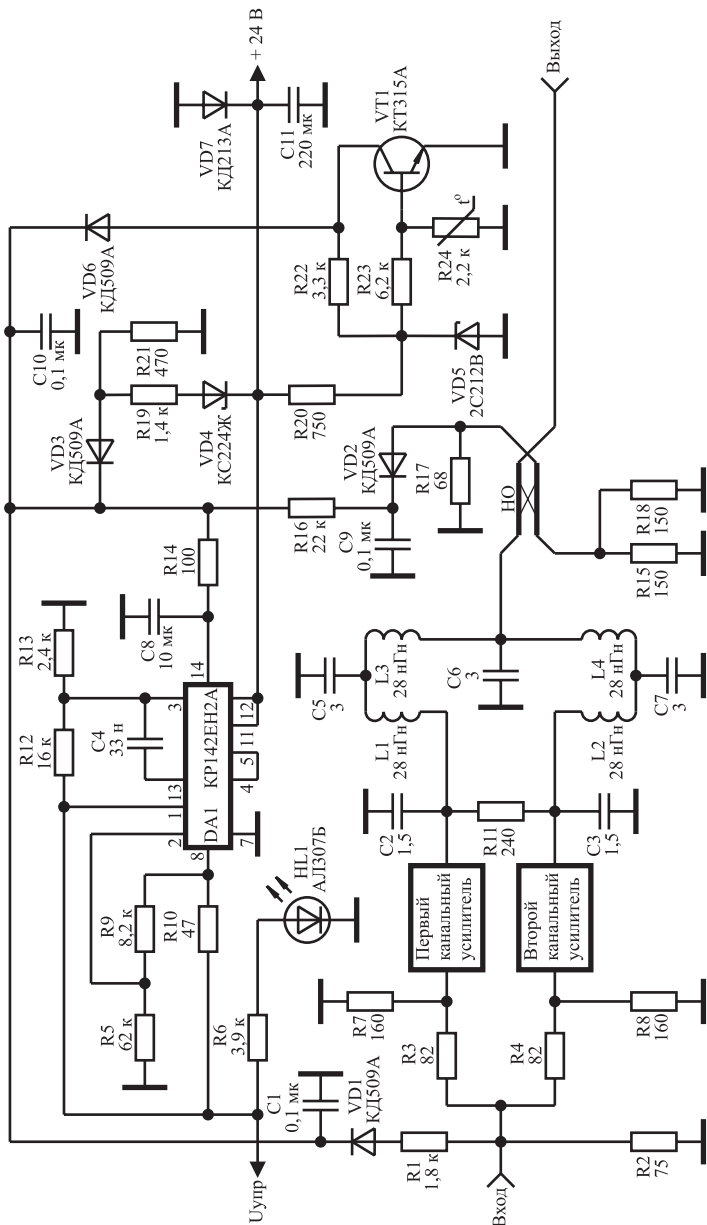 + 24 В
Выход
VD7
КД213А
C11
220 мк
VT1
КТ315А
VD6
КД509А
R22
3,3 к
R23
6,2 к
R24
2,2 к
t°
C10
0,1 мк
R21
470
R19
1,4 к
VD4
КС224Ж
R20
750
VD5
2С212В
VD3
КД509А
VD2
КД509А
R17
68
НО
R18
150
R15
150
R16
22 к
C9
0,1 мк
R14
100
C8
10 мк
R13
2,4 к
R12
16 к
C4
33 н
14
3
13
1
2
8
12
11
5
4
7
DA1 КР142ЕН2А
C5
3
L3
28 нГн
C6
3
L4
28 нГн
C7
3
L1
28 нГн
L2
28 нГн
C2
1,5
R11
240
C3
1,5
HL1
АЛ307Б
R9
8,2 к
R10
47
Первый
канальный
усилитель
Второй
канальный
усилитель
R5
62 к
R6
3,9 к
R7
160
R3
82
R4
82
R8
160
C1
0,1 мк
VD1
КД509А
R1
1,8 к
R2
75
Uупр
Вход